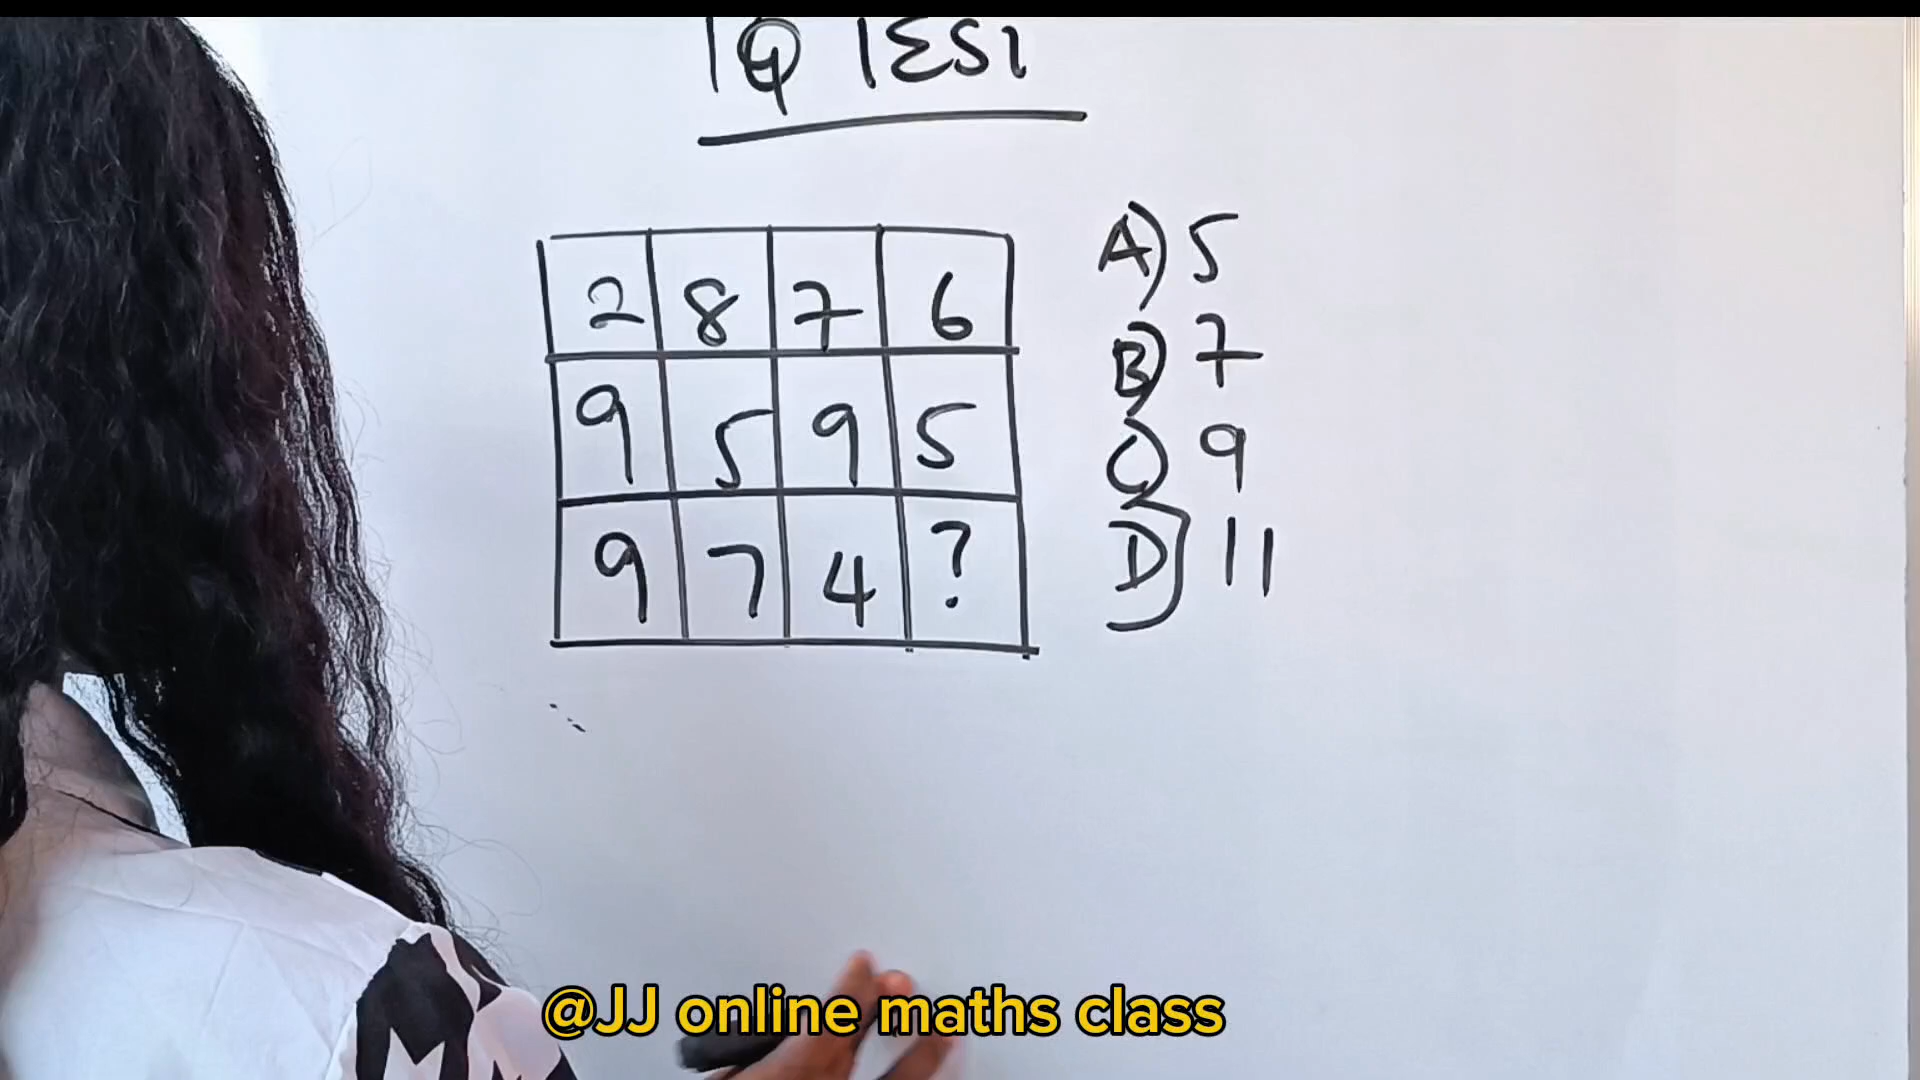 IQ TEST
2 8 7 6
9 5 9 5
9 7 4 ?
A) 5
B) 7
C) 9
D) 11
@JJ online maths class